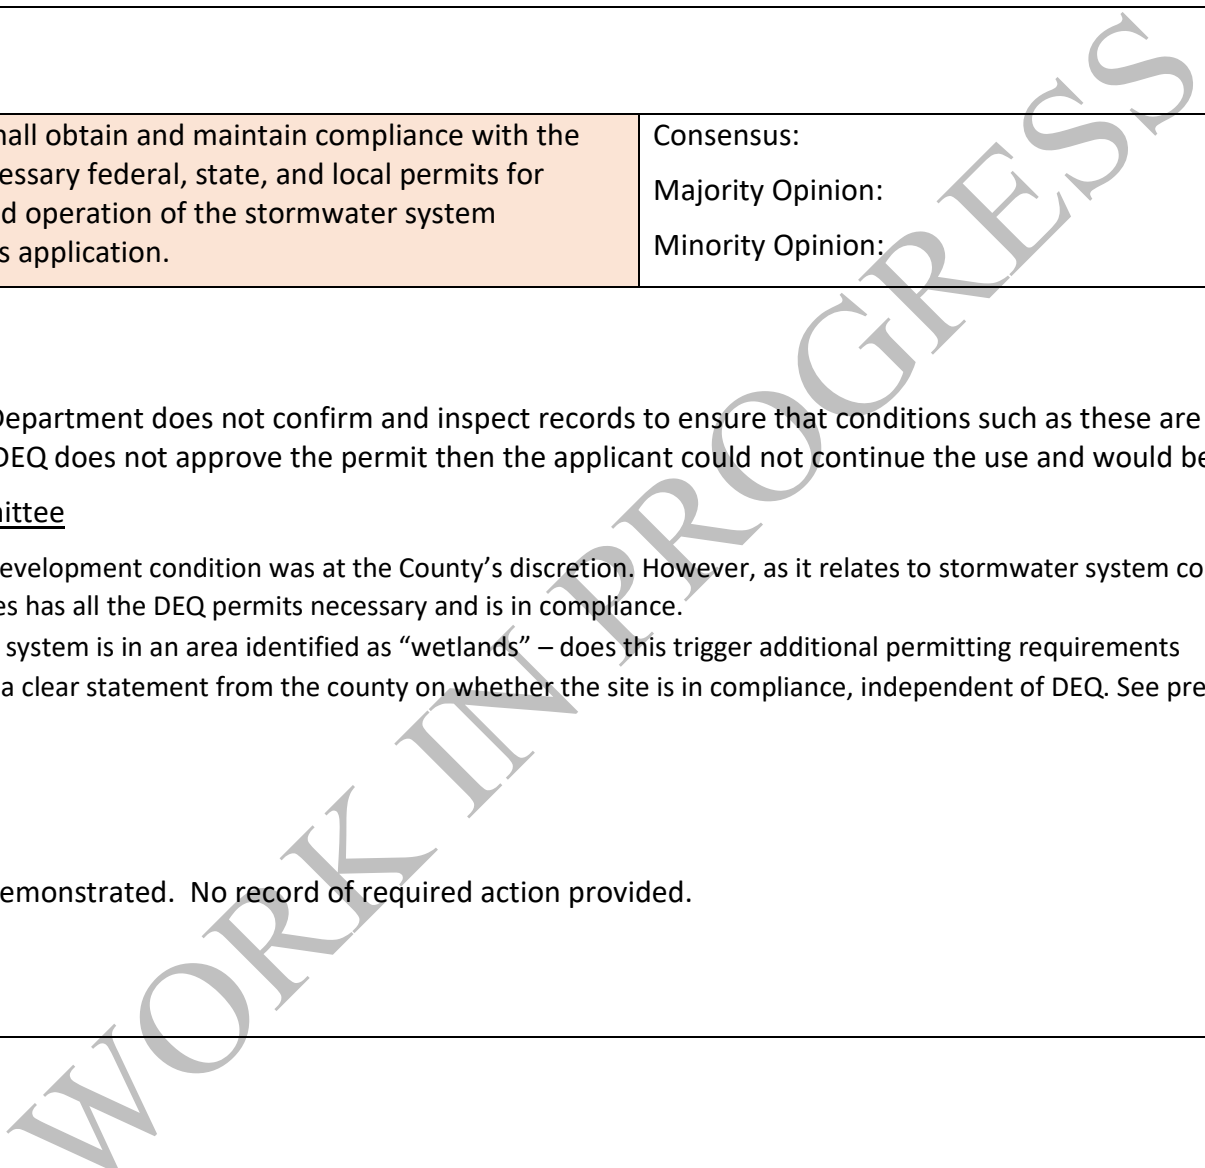 hall obtain and maintain compliance with the
essary federal, state, and local permits for
d operation of the stormwater system
s application.
Consensus:
Majority Opinion:
Minority Opinion:
Department does not confirm and inspect records to ensure that conditions such as these are
DEQ does not approve the permit then the applicant could not continue the use and would be
ittee
evelopment condition was at the County’s discretion. However, as it relates to stormwater system co
es has all the DEQ permits necessary and is in compliance.
system is in an area identified as “wetlands” – does this trigger additional permitting requirements
a clear statement from the county on whether the site is in compliance, independent of DEQ. See pre
emonstrated. No record of required action provided.
WORK IN PROGRESS